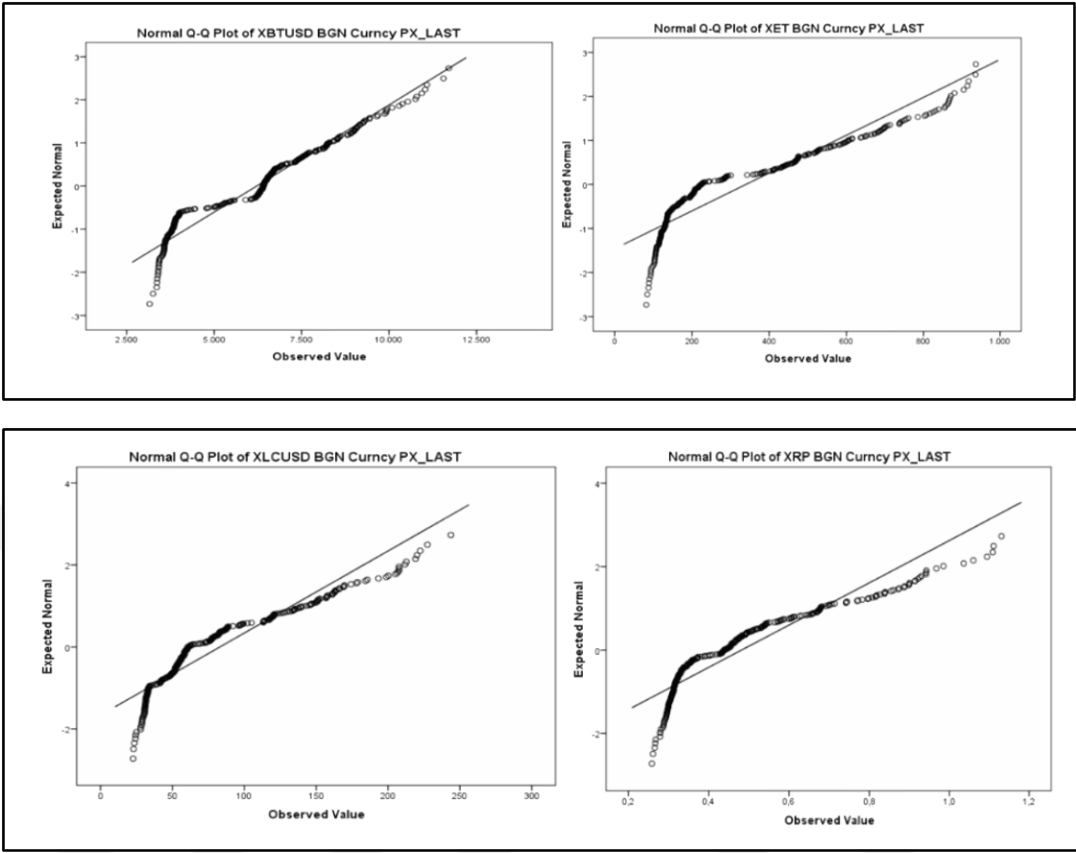 Normal Q-Q Plot of XBTUSD BGN Curncy PX_LAST
Expected Normal
3
2
1
0
-1
-2
-3
2.500 5.000 7.500 10.000 12.500
Observed Value
Normal Q-Q Plot of XET BGN Curncy PX_LAST
Expected Normal
3
2
1
0
-1
-2
-3
0 200 400 600 800 1.000
Observed Value
Normal Q-Q Plot of XLCUSD BGN Curncy PX_LAST
Expected Normal
4
2
0
-2
0 50 100 150 200 250 300
Observed Value
Normal Q-Q Plot of XRP BGN Curncy PX_LAST
Expected Normal
4
2
0
-2
0,2 0,4 0,6 0,8 1,0 1,2
Observed Value